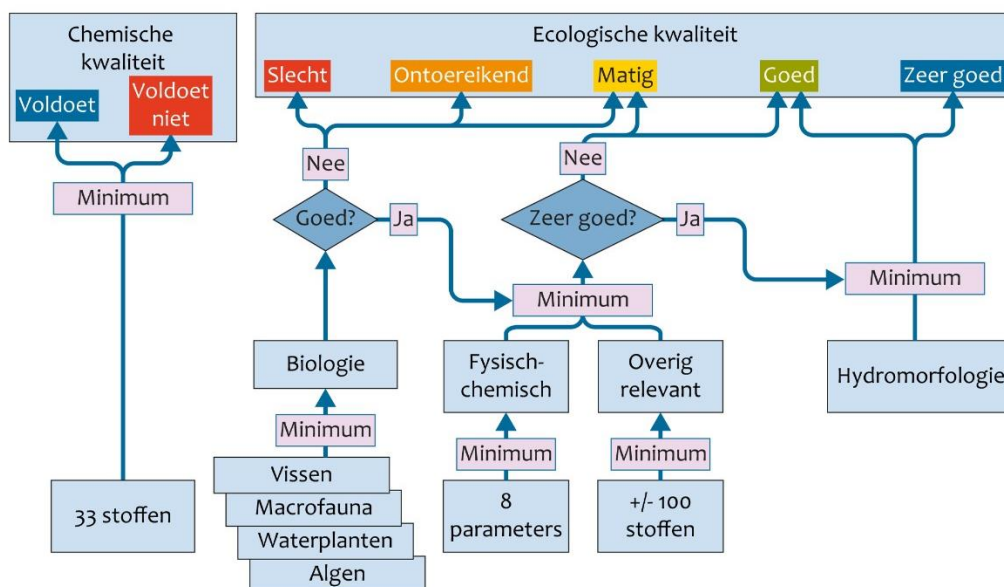 Chemische
kwaliteit
Voldoet
Voldoet
niet
Minimum
33 stoffen
Ecologische kwaliteit
Slecht
Ontoereikend
Matig
Goed
Zeer goed
Nee
Nee
Goed?
Ja
Zeer goed?
Ja
Minimum
Minimum
Biologie
Fysisch-
chemisch
Overig
relevant
Hydromorfologie
Minimum
Minimum
Minimum
Vissen
Macrofauna
Waterplanten
Algen
8
parameters
+/- 100
stoffen